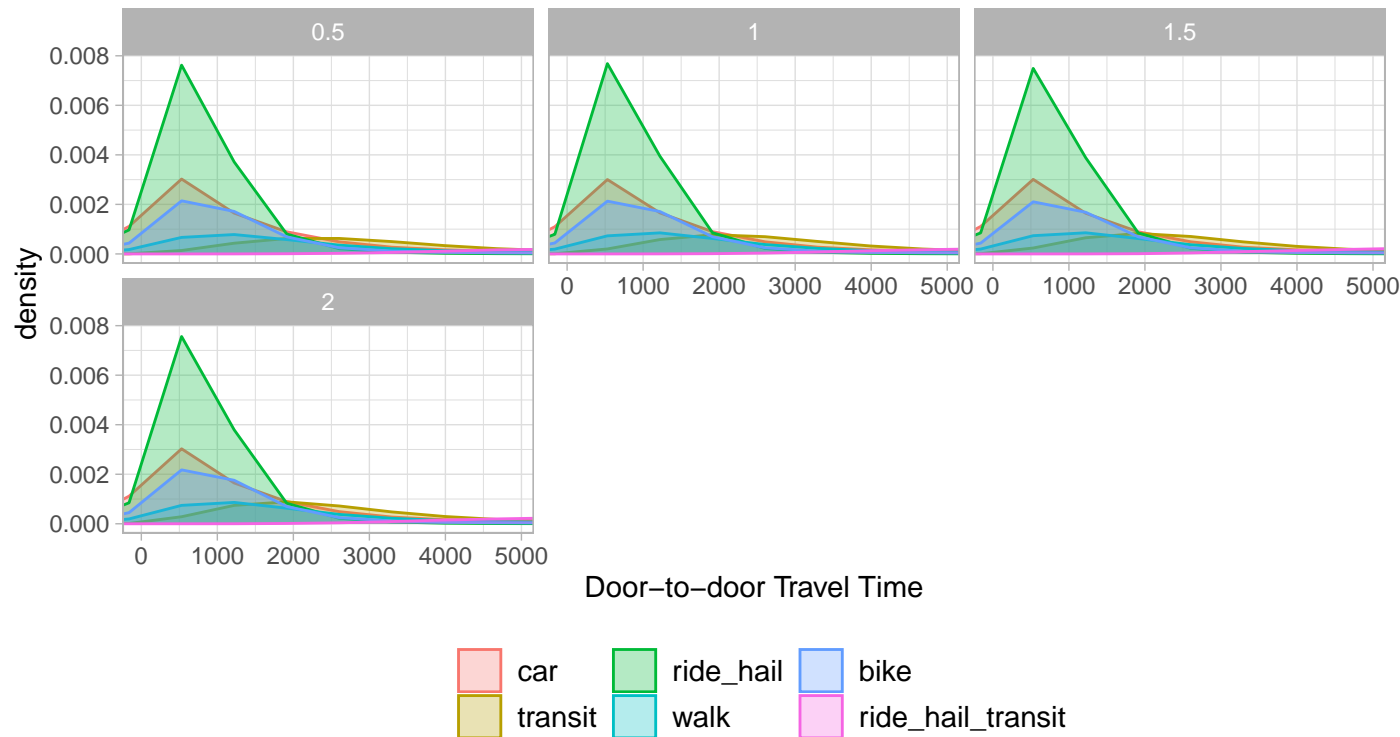 0.5 1 1.5
0.008
0.006
0.004
0.002
0.000
0 1000 2000 3000 4000 5000 0 1000 2000 3000 4000 5000
2
0.008
0.006
0.004
0.002
0.000
0 1000 2000 3000 4000 5000
density
Door−to−door Travel Time
car ride_hail bike
transit walk ride_hail_transit